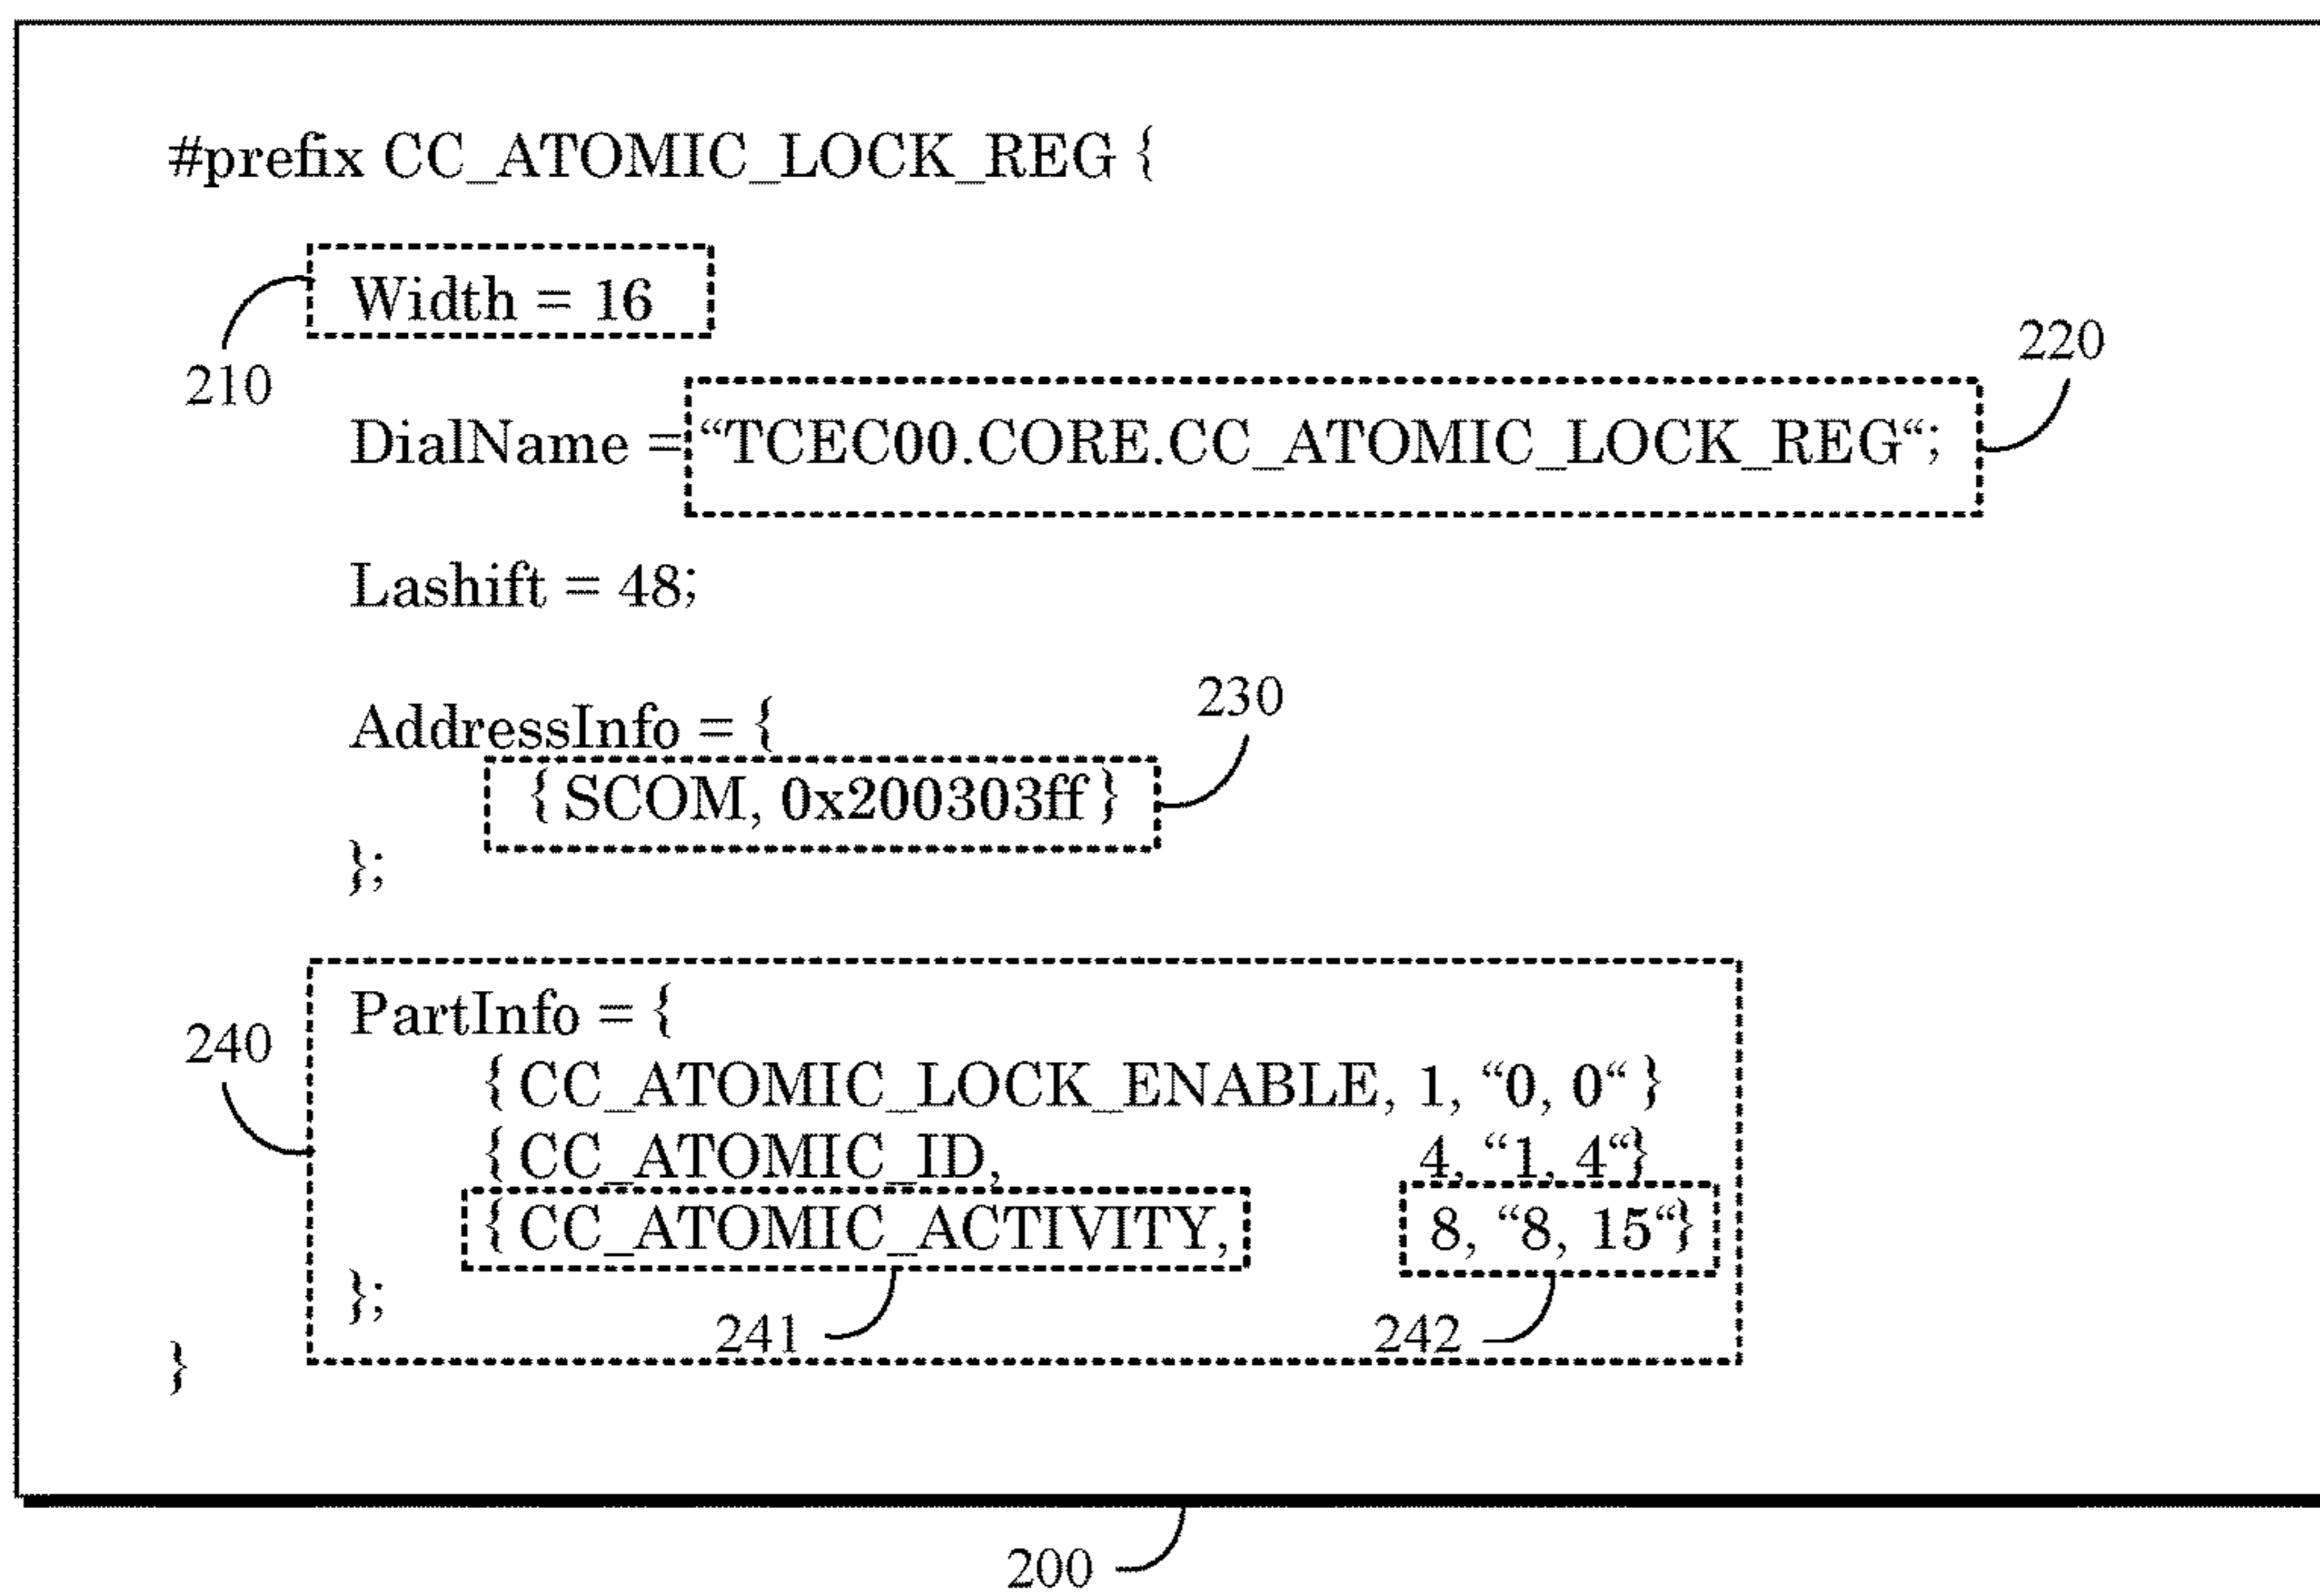 #prefix CC_ATOMIC_LOCK_REG {
Width = 16
210
220
DialName = “TCEC00.CORE.CC_ATOMIC_LOCK_REG“;
Lashift = 48;
230
AddressInfo = {
{ SCOM, 0x200303ff }
};
240
PartInfo = {
{ CC_ATOMIC_LOCK_ENABLE, 1, “0, 0“ }
{ CC_ATOMIC_ID, 4, “1, 4“}
{ CC_ATOMIC_ACTIVITY, 8, “8, 15“}
};
241 242
}
200